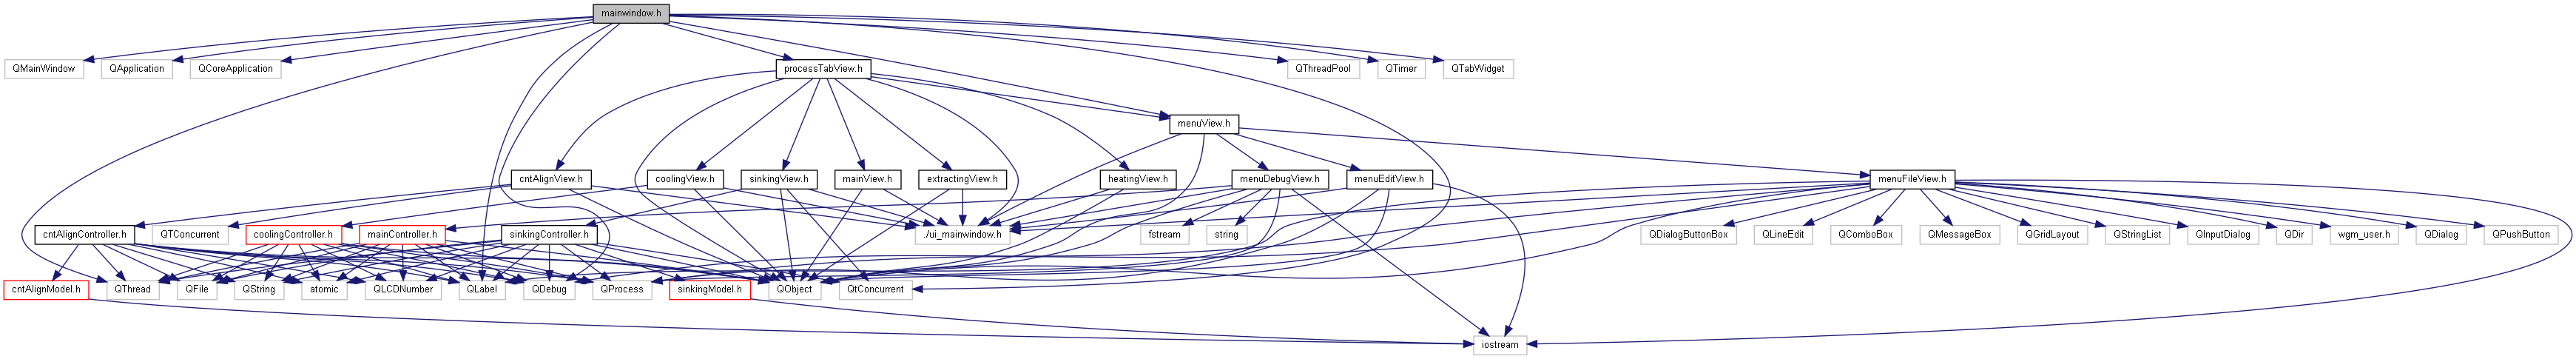 mainwindow.h
QMainWindow
QApplication
QCoreApplication
processTabView.h
QThreadPool
QTimer
QTabWidget
menuView.h
cntAlignView.h
coolingView.h
sinkingView.h
mainView.h
extractingView.h
heatingView.h
menuDebugView.h
menuEditView.h
menuFileView.h
cntAlignController.h
QTConcurrent
coolingController.h
mainController.h
sinkingController.h
./ui_mainwindow.h
fstream
string
QDialogButtonBox
QLineEdit
QComboBox
QMessageBox
QGridLayout
QStringList
QInputDialog
QDir
wgm_user.h
QDialog
QPushButton
cntAlignModel.h
QThread
QFile
QString
atomic
QLCDNumber
QLabel
QDebug
QProcess
sinkingModel.h
QObject
QtConcurrent
iostream